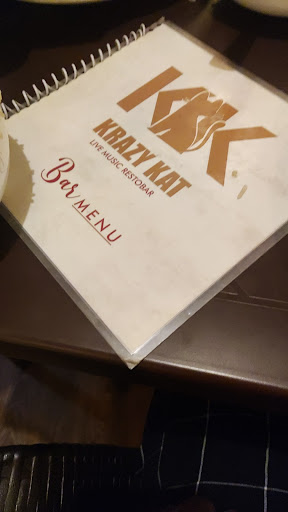 KK
KRAZY KAT
LIVE MUSIC RESTOBAR
Bar
MENU